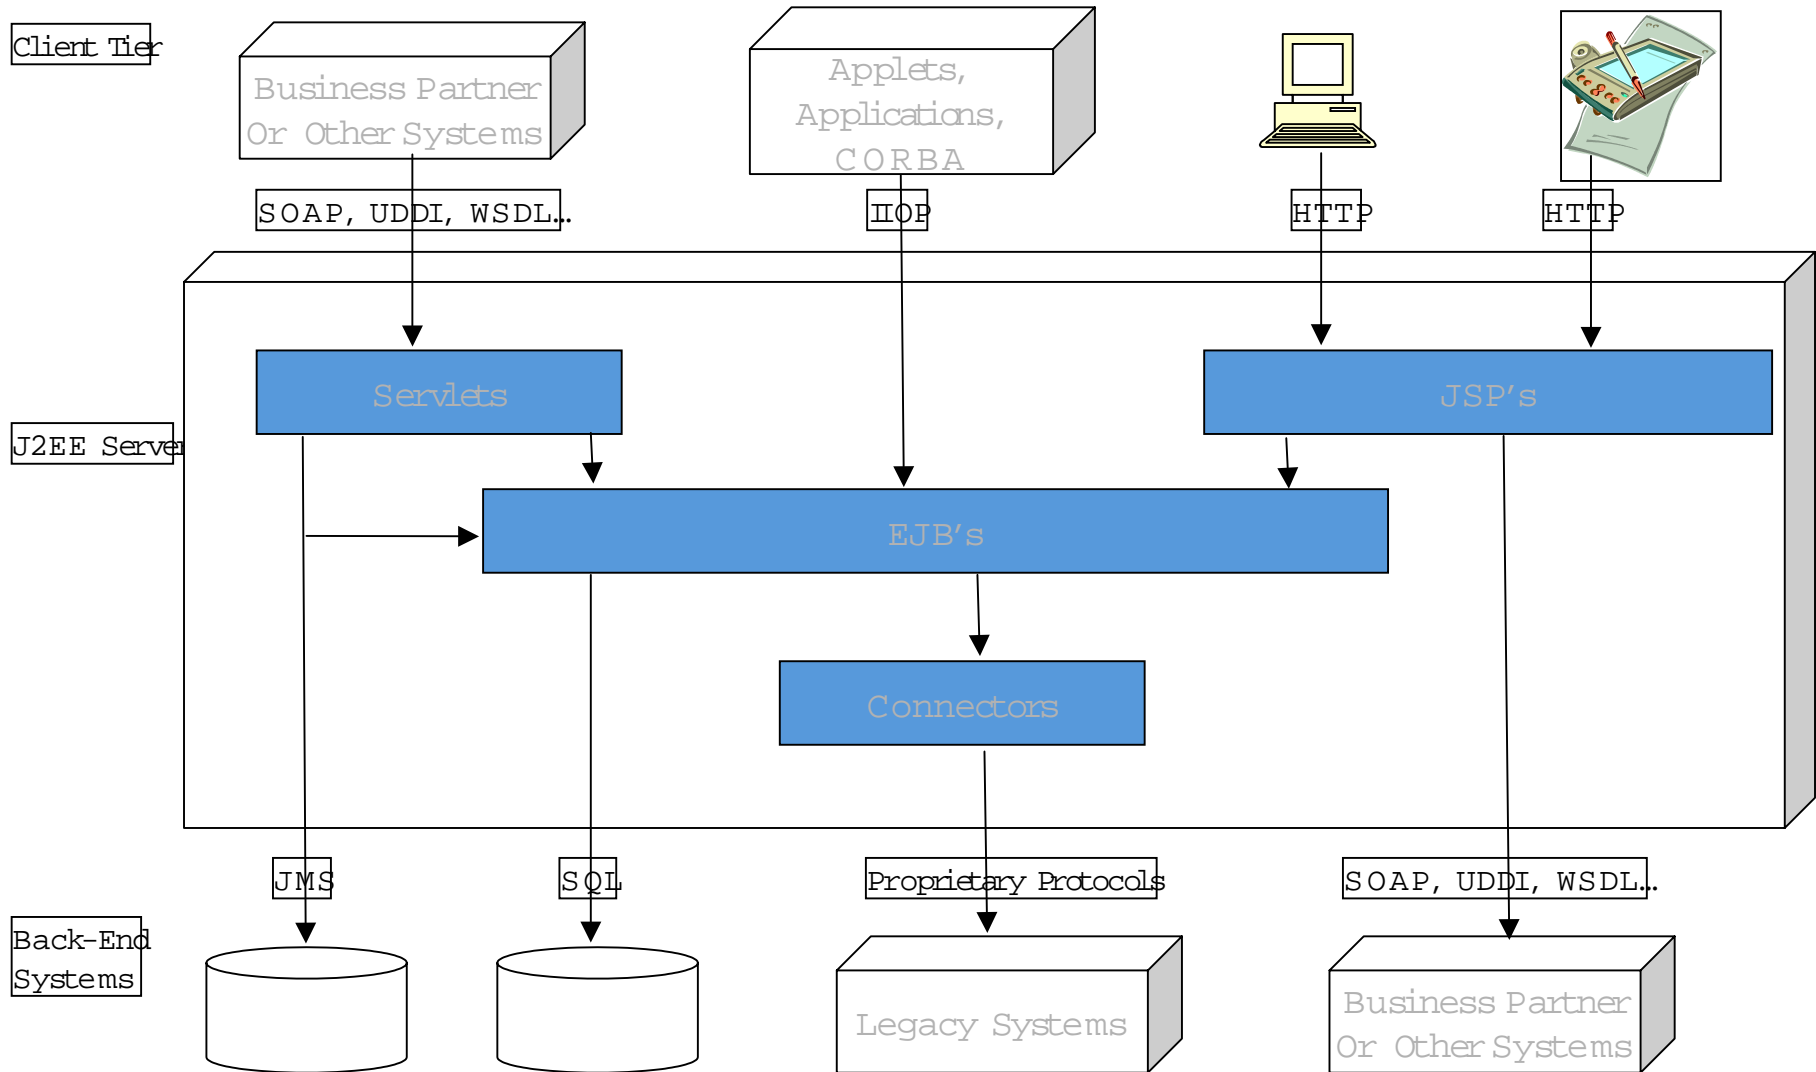 Client Tier
Business Partner
Or Other Systems
Applets,
Applications,
CORBA
SOAP, UDDI, WSDL…
IIOP
HTTP
HTTP
Servlets
JSP's
J2EE Server
EJB's
Connectors
JMS
SQL
Proprietary Protocols
SOAP, UDDI, WSDL…
Back-End
Systems
Legacy Systems
Business Partner
Or Other Systems